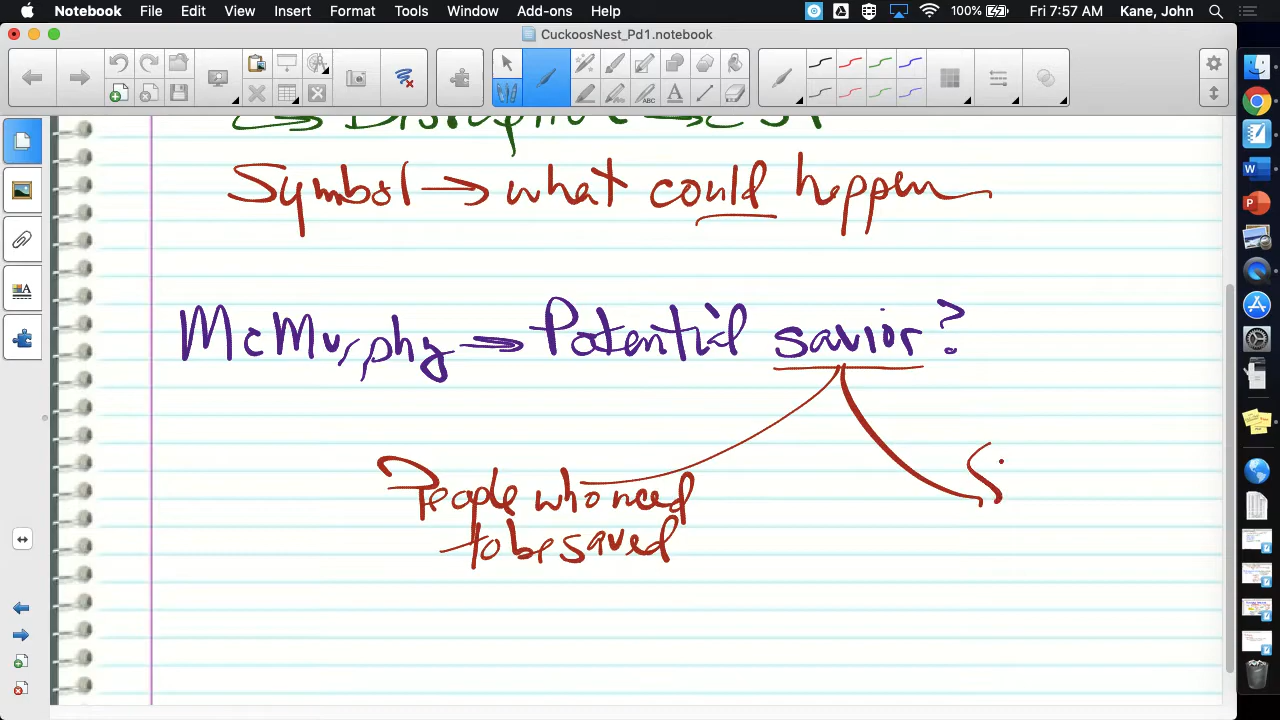 Notebook File Edit View Insert Format Tools Window Add-ons Help 100% Fri 7:57 AM Kane, John
CuckoosNest_Pd1.notebook
Symbol → what could happen
McMurphy → Potential savior?
People who need
to be saved
S